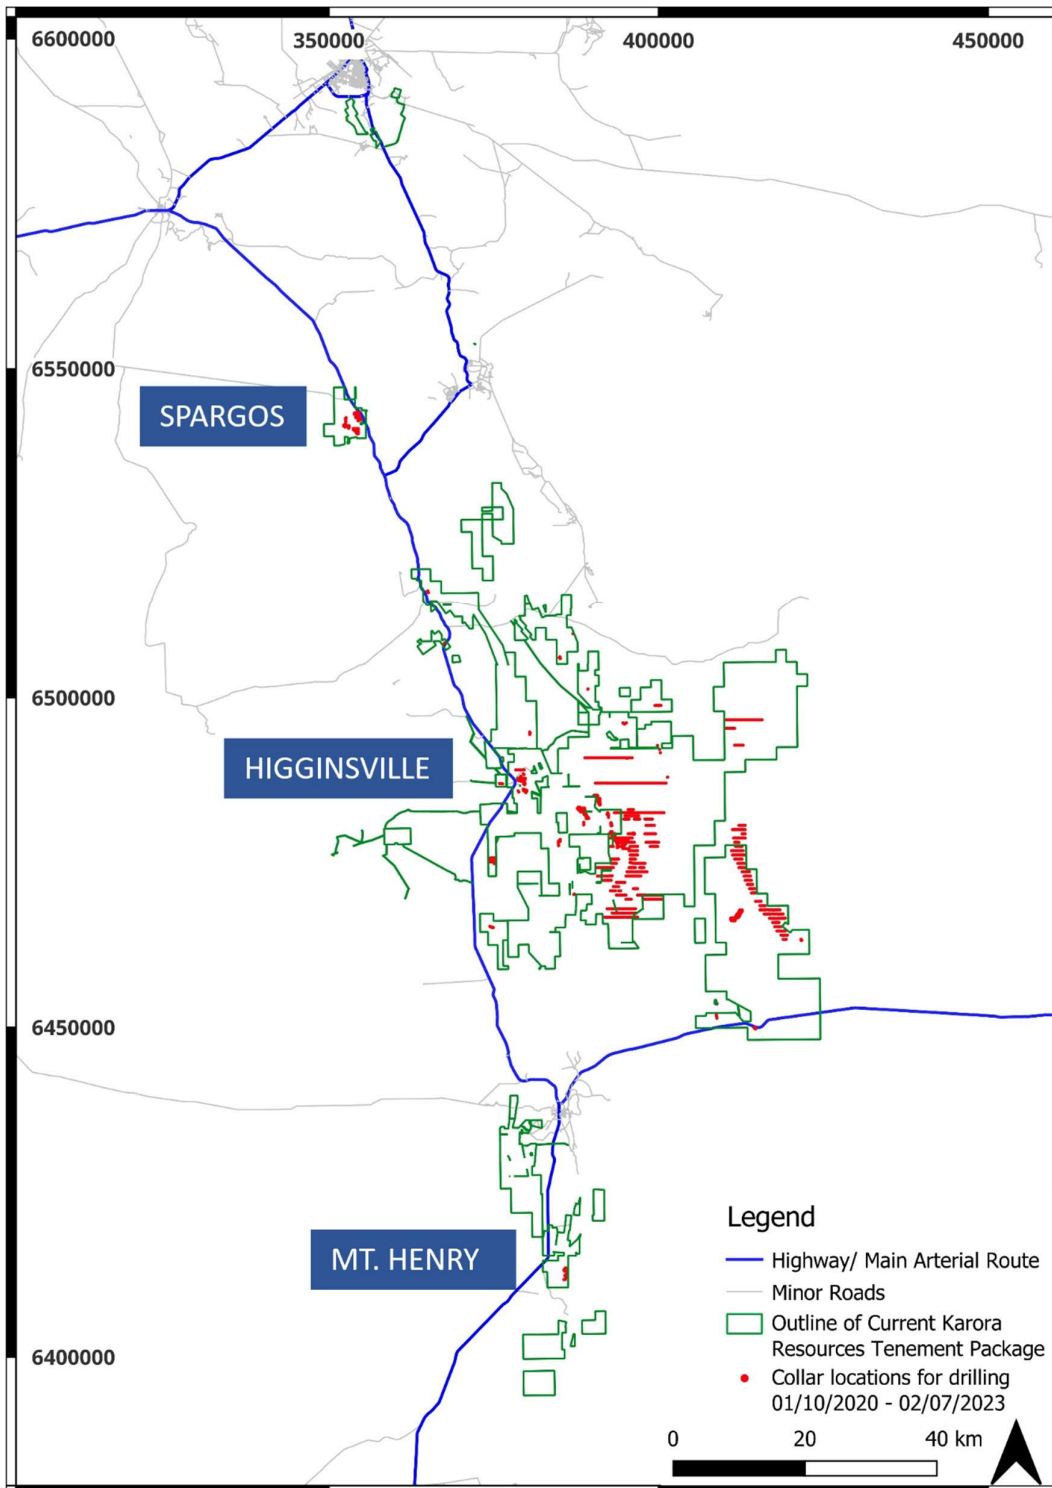 6600000
350000
400000
450000
6550000
SPARGOS
6500000
HIGGINSVILLE
6450000
MT. HENRY
6400000
Legend
Highway/ Main Arterial Route
Minor Roads
Outline of Current Karora
Resources Tenement Package
Collar locations for drilling
01/10/2020 - 02/07/2023
0 20 40 km